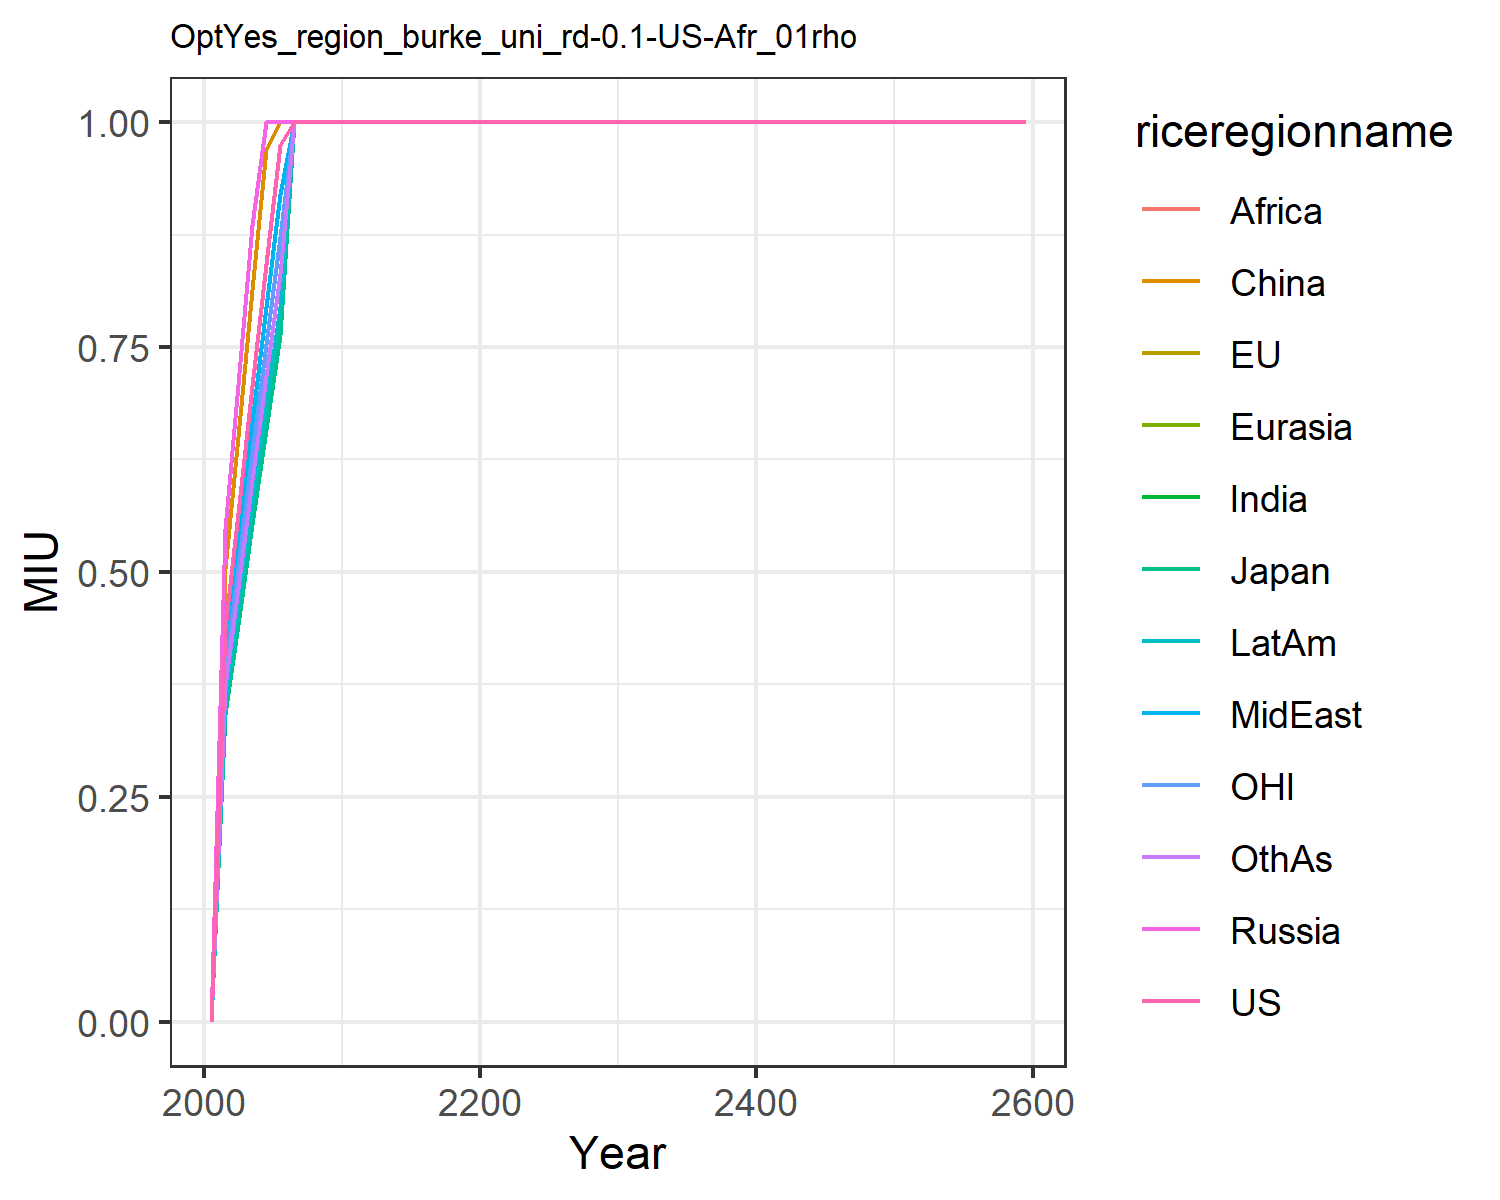 OptYes_region_burke_uni_rd-0.1-US-Afr_01rho
1.00
0.75
0.50
0.25
0.00
MIU
2000
2200
2400
2600
Year
riceregionname
Africa
China
EU
Eurasia
India
Japan
LatAm
MidEast
OHI
OthAs
Russia
US